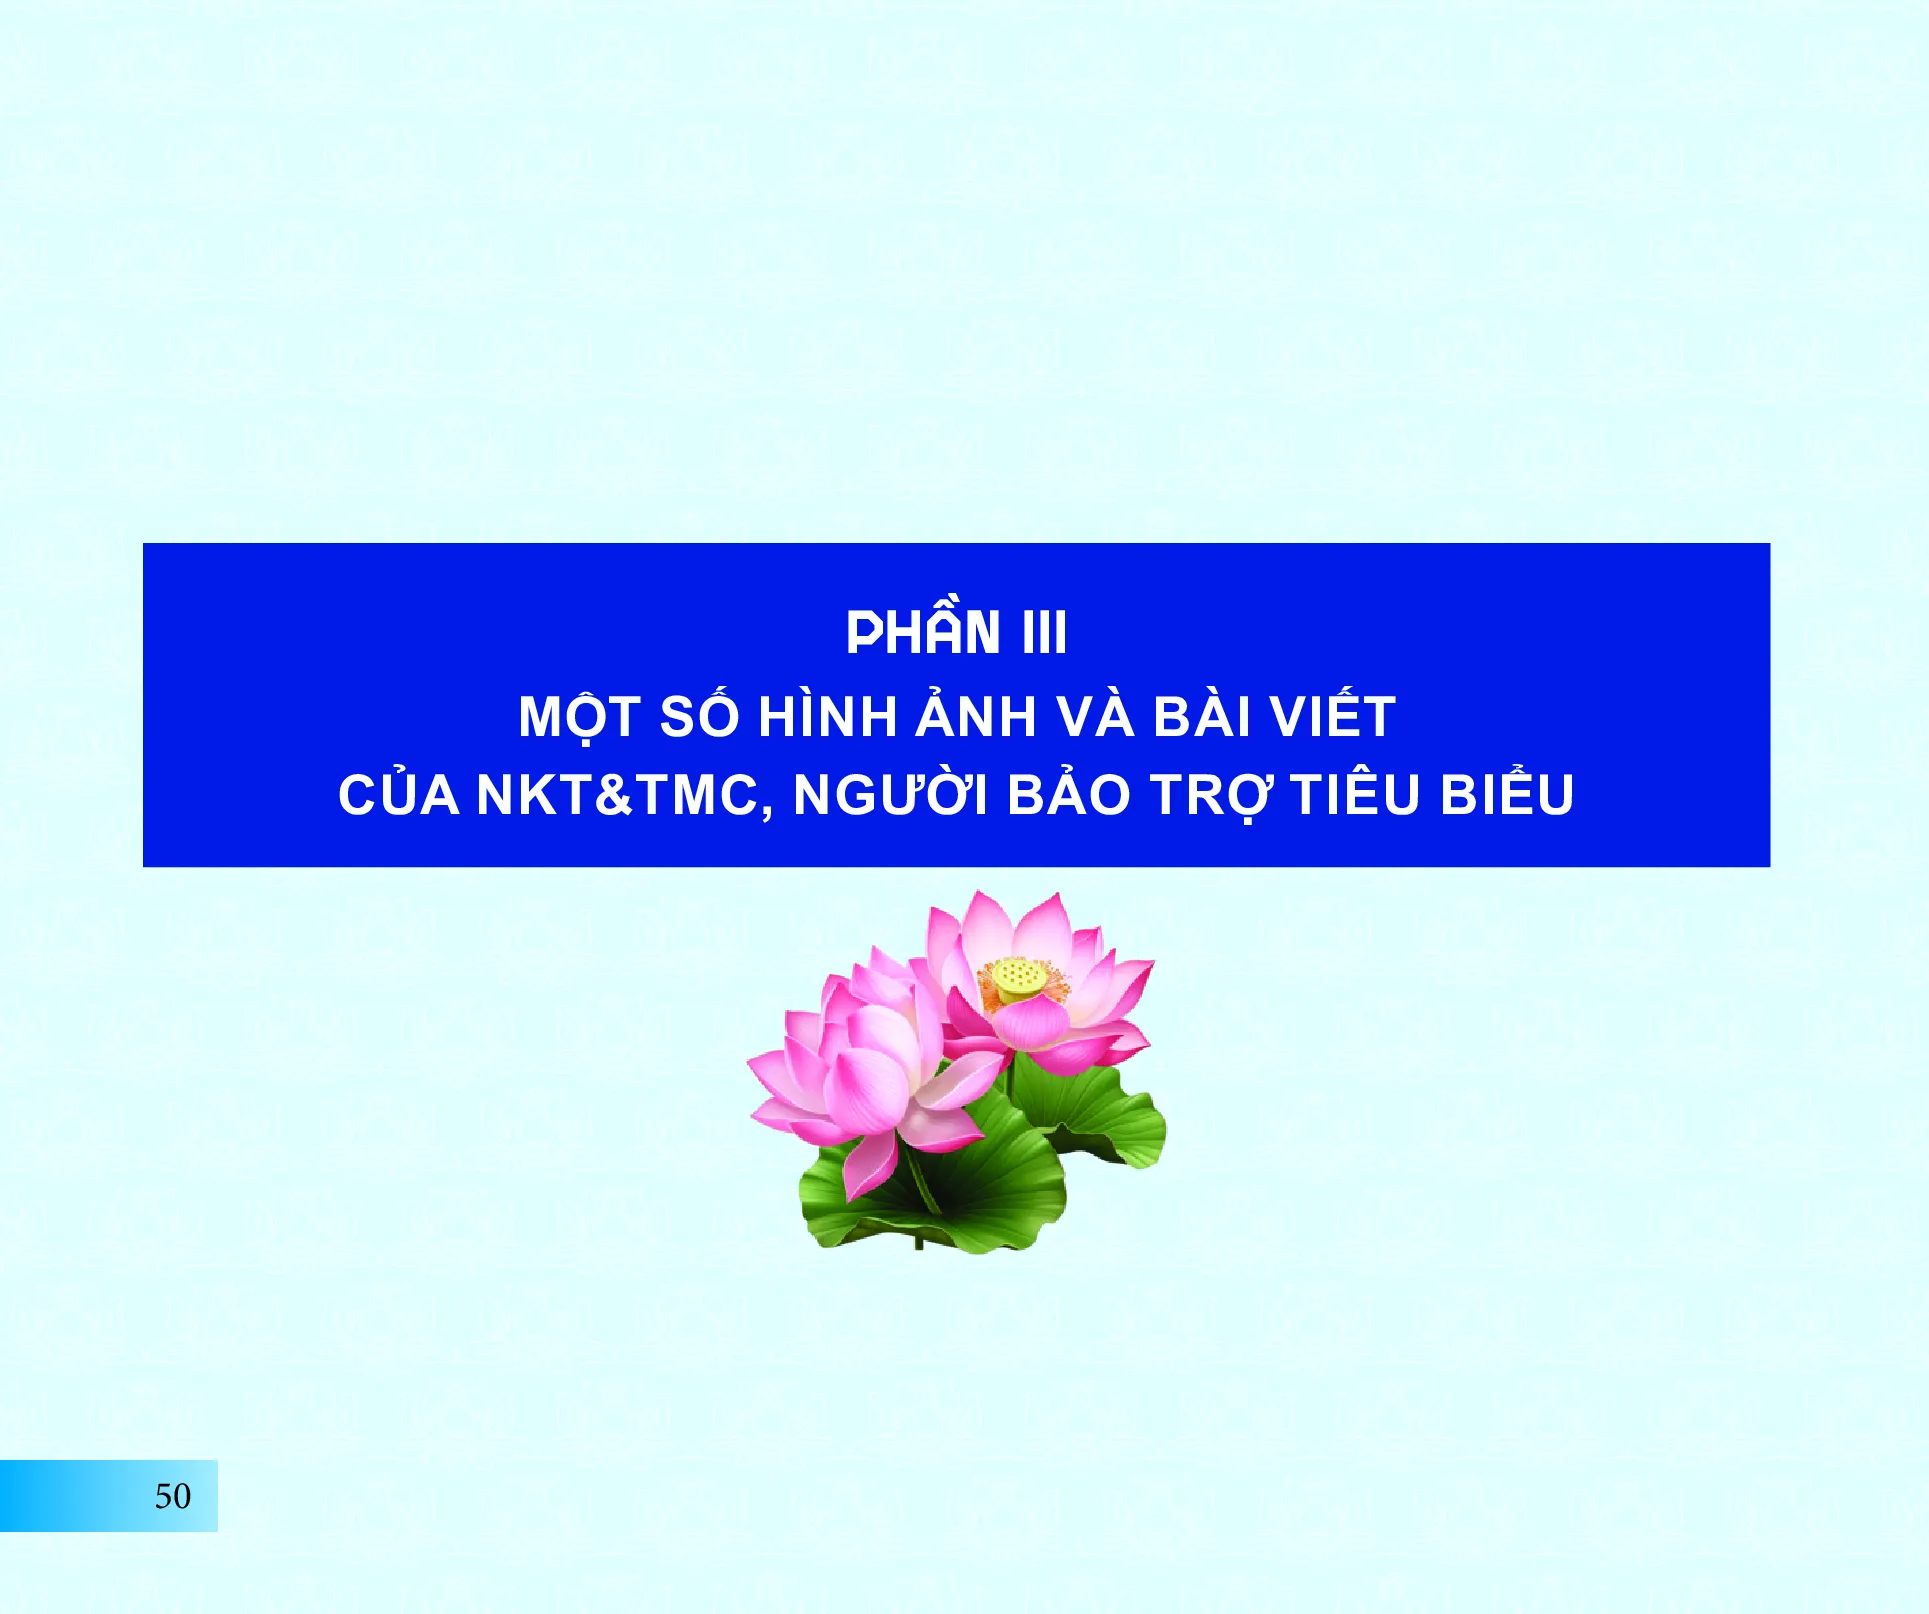 PHẦN III
MỘT SỐ HÌNH ẢNH VÀ BÀI VIẾT
CỦA NKT&TMC, NGƯỜI BẢO TRỢ TIÊU BIỂU
50